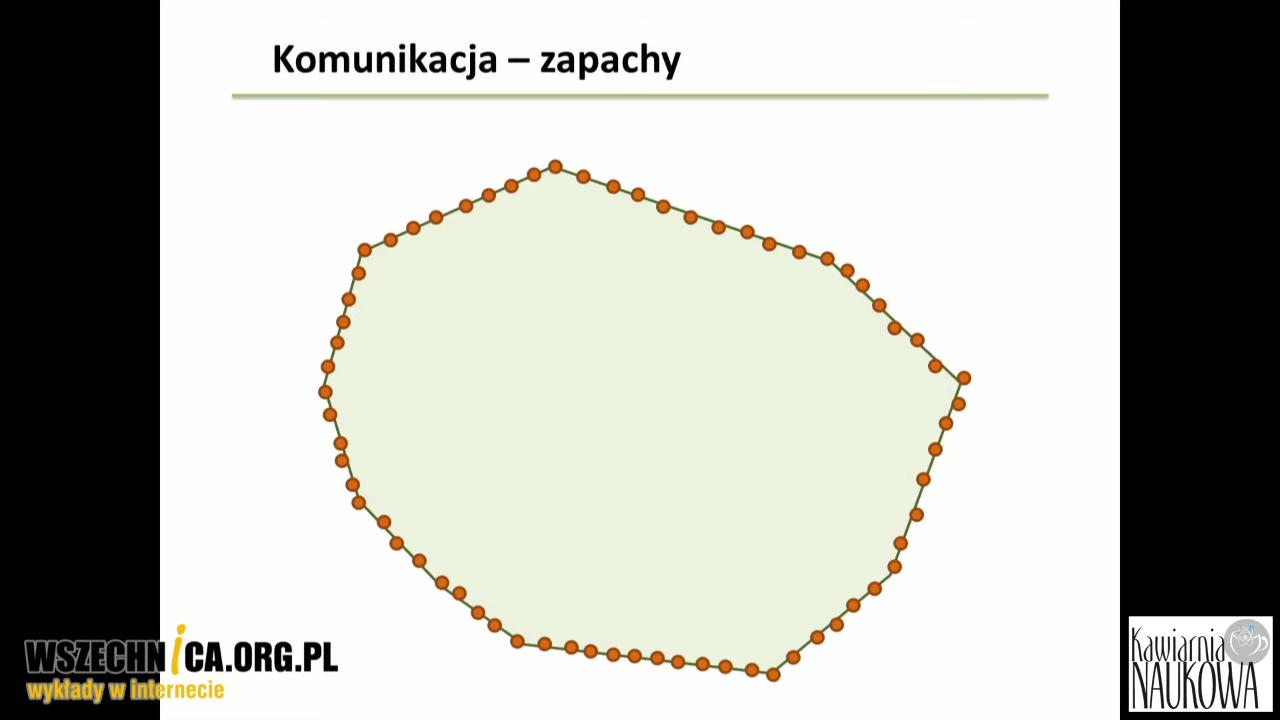 Komunikacja – zapachy
WSZECHNiCA.ORG.PL
wykłady w internecie
Kawiarnia
NAUKOWA